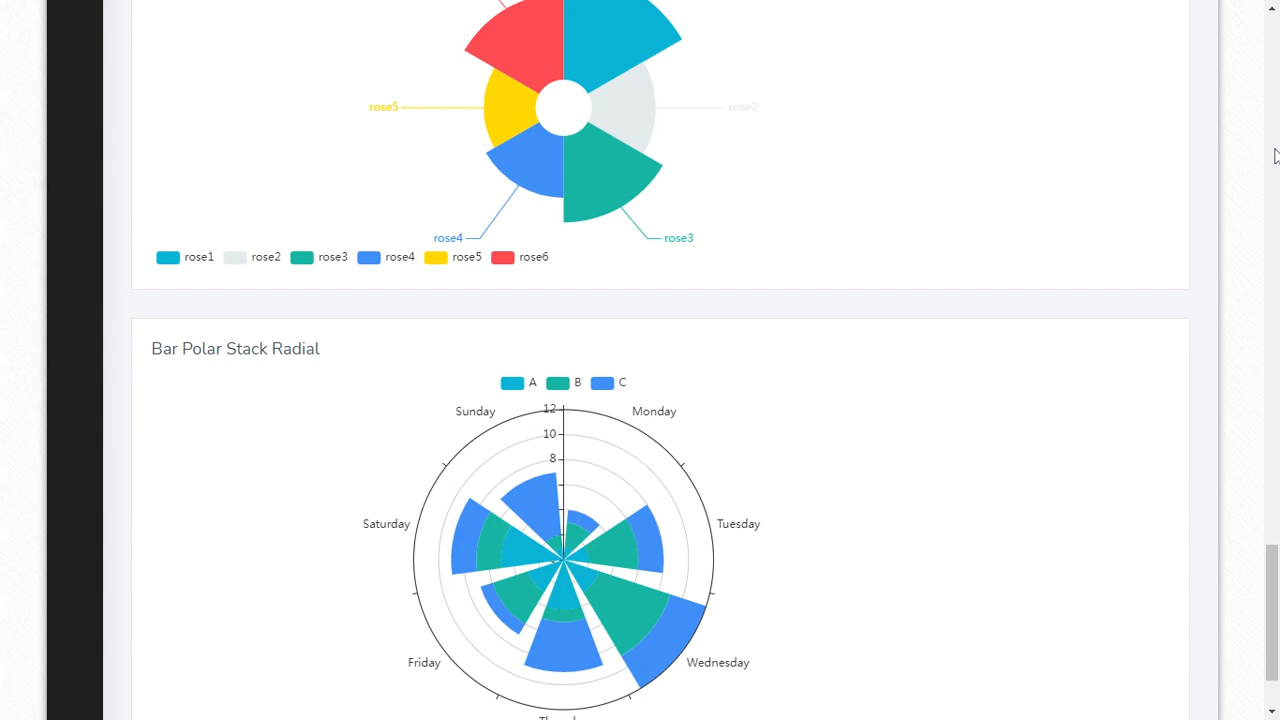 rose5
rose2
rose4
rose3
rose1 rose2 rose3 rose4 rose5 rose6
Bar Polar Stack Radial
A B C
Sunday
12
Monday
10
8
Saturday
Tuesday
Friday
Wednesday